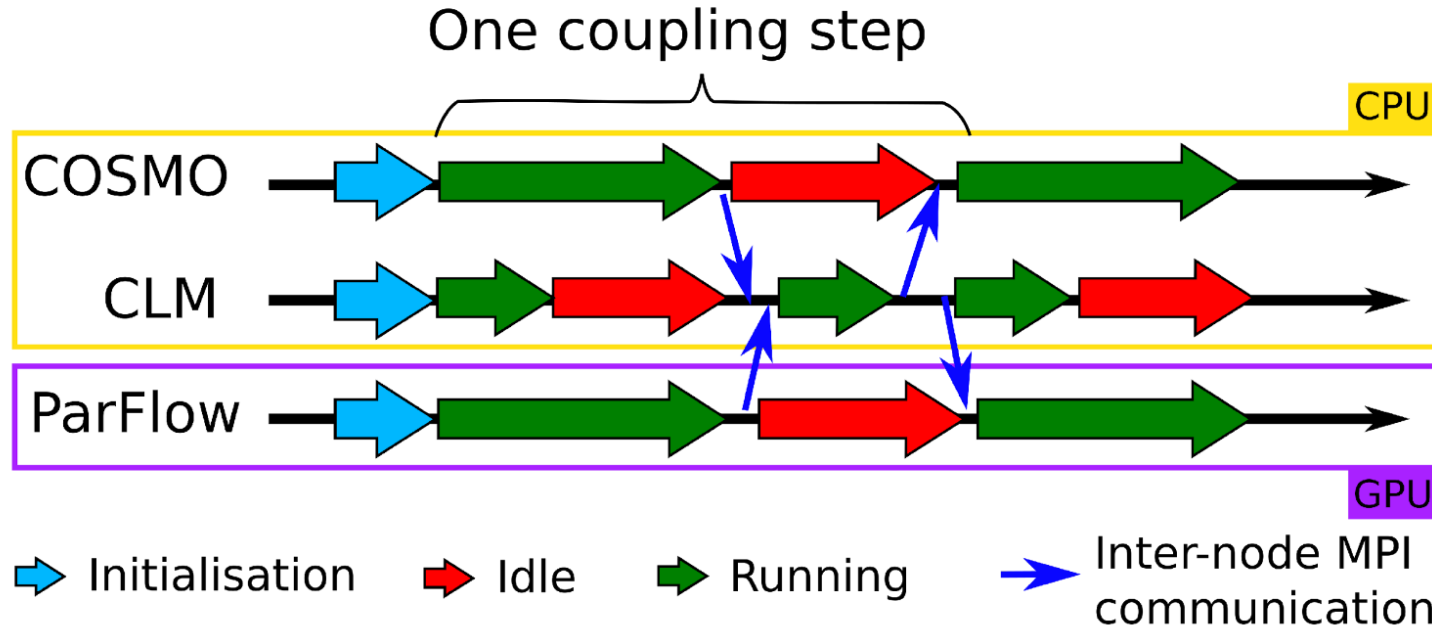 One coupling step
CPU
COSMO
CLM
ParFlow
GPU
Initialisation
Idle
Running
Inter-node MPI
communication